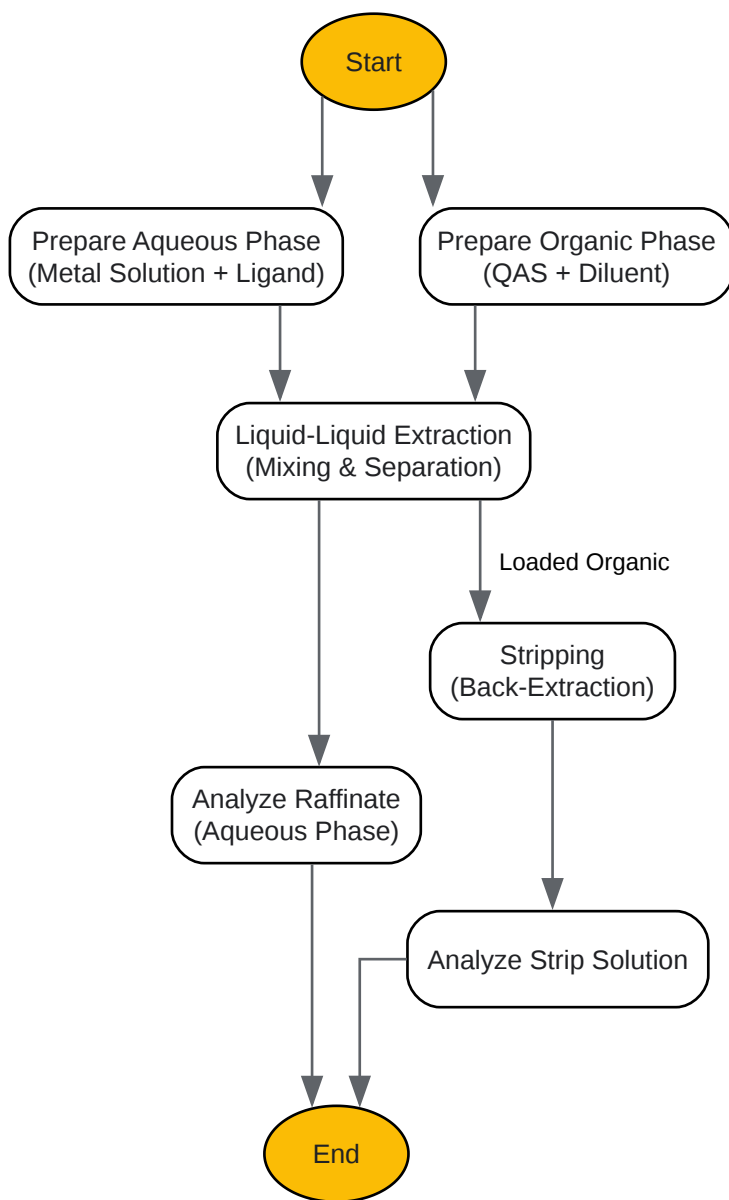 Start
Prepare Aqueous Phase
(Metal Solution + Ligand)
Prepare Organic Phase
(QAS + Diluent)
Liquid-Liquid Extraction
(Mixing & Separation)
Loaded Organic
Stripping
(Back-Extraction)
Analyze Raffinate
(Aqueous Phase)
Analyze Strip Solution
End